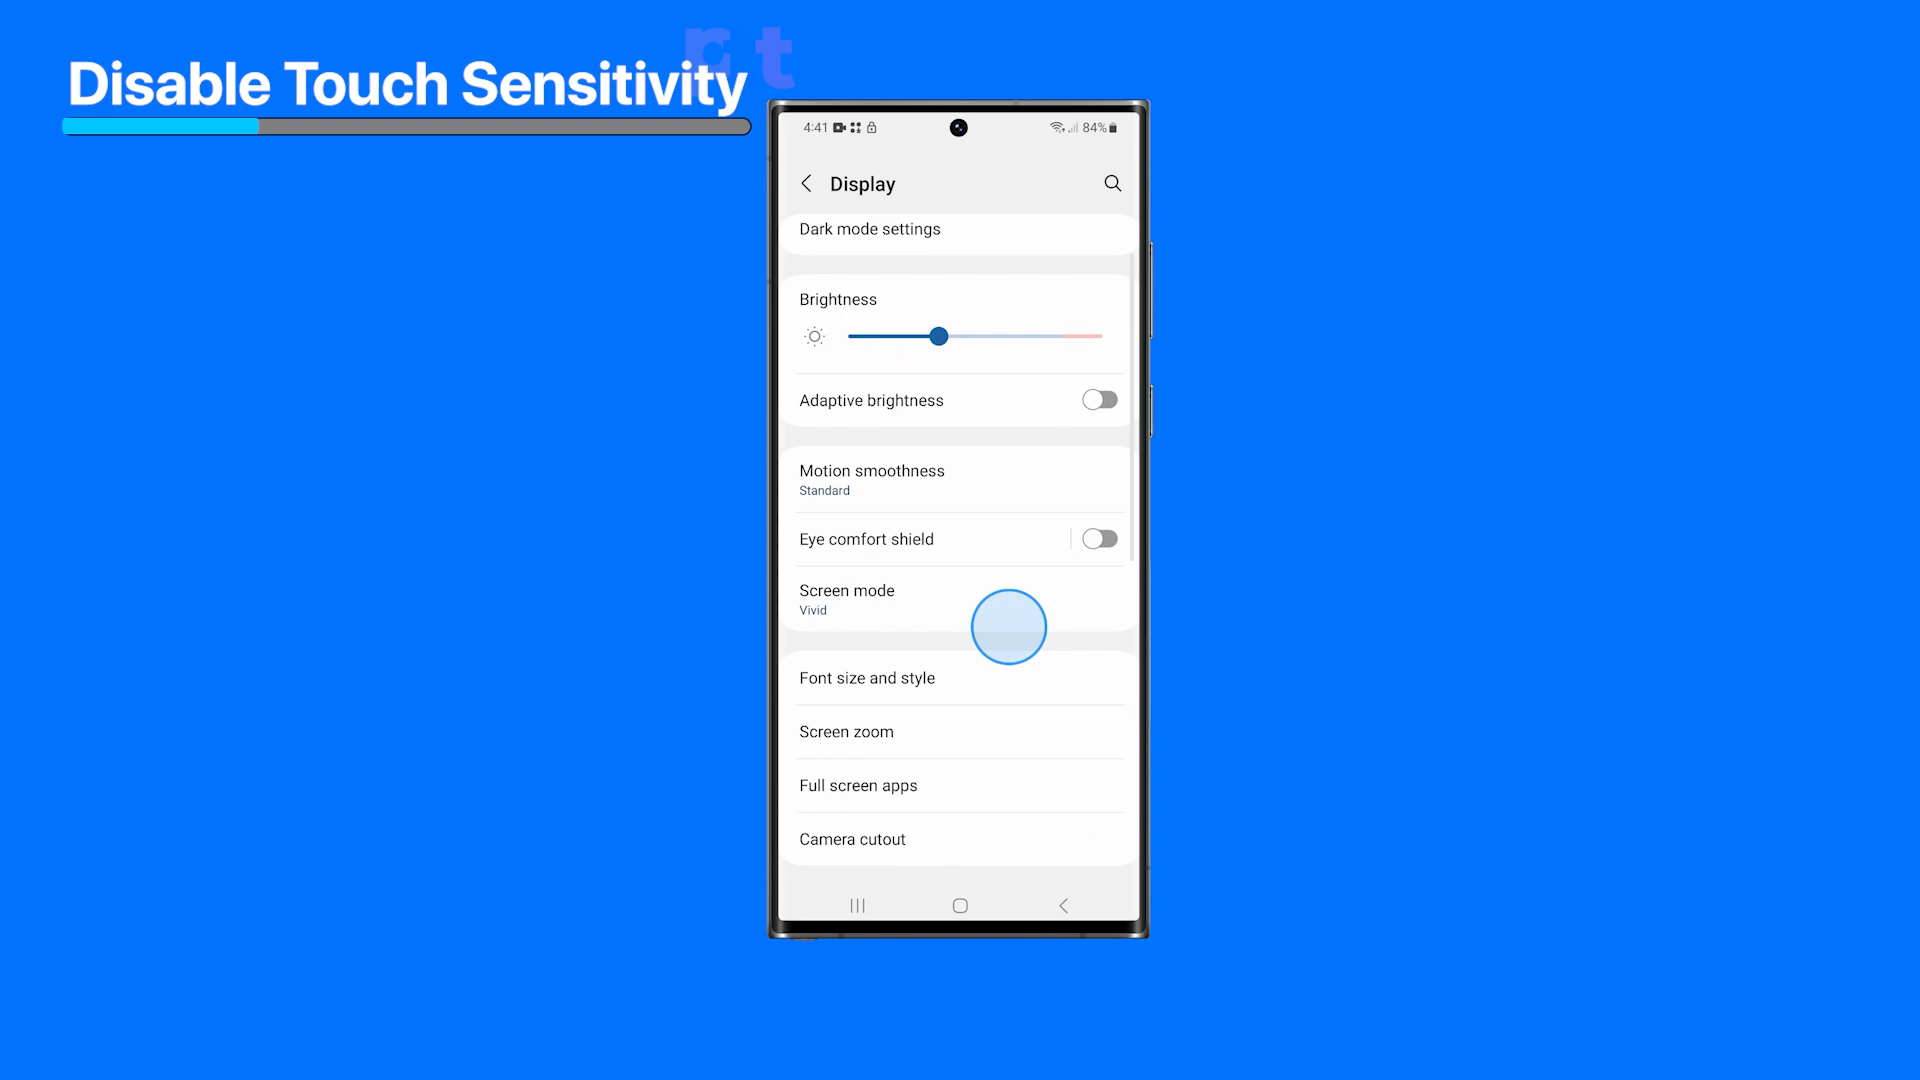 rt
Disable Touch Sensitivity
4:41
84%
Display
Dark mode settings
Brightness
Adaptive brightness
Motion smoothness
Standard
Eye comfort shield
Screen mode
Vivid
Font size and style
Screen zoom
Full screen apps
Camera cutout